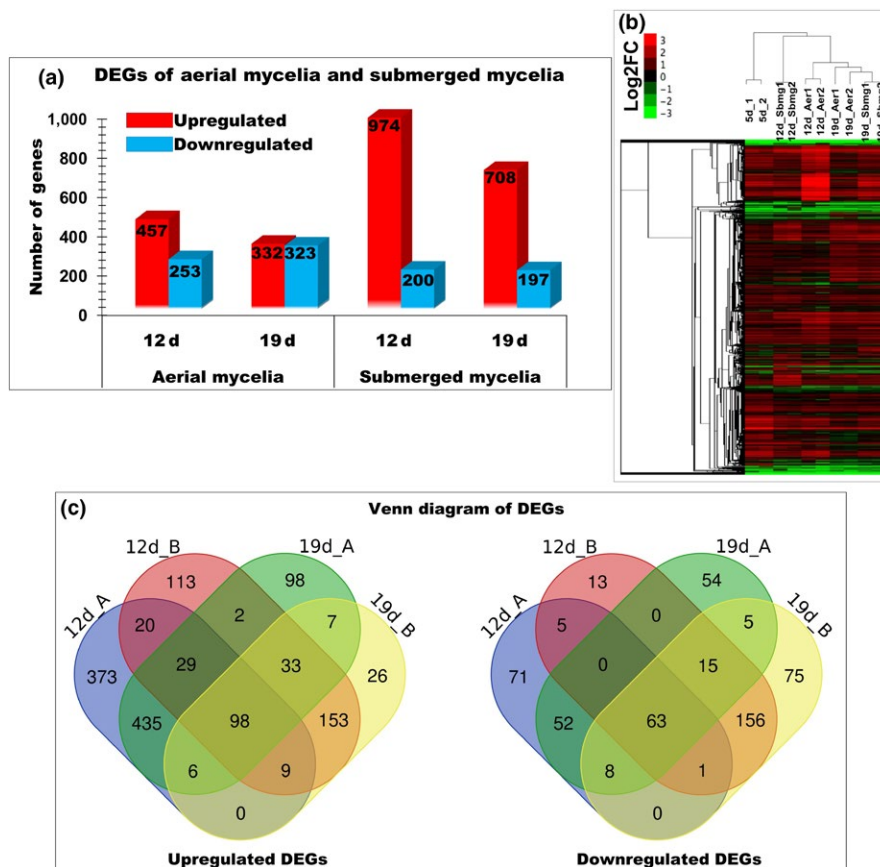 (a) DEGs of aerial mycelia and submerged mycelia
Number of genes
1,000
800
600
400
200
0
Upregulated
Downregulated
457
253
332
323
974
200
708
197
12 d
19 d
12 d
19 d
Aerial mycelia
Submerged mycelia
(b)
Log2FC
3
2
1
0
−1
−2
−3
5d_1
5d_2
12d_Sbmg1
12d_Sbmg2
12d_Aer1
12d_Aer2
19d_Aer1
19d_Aer2
19d_Sbmg1
(c) Venn diagram of DEGs
12d_A
12d_B
19d_A
19d_B
113
98
20
2
7
373
29
33
26
435
98
153
6
9
0
Upregulated DEGs
12d_A
12d_B
19d_A
19d_B
13
54
5
0
5
71
0
15
75
52
63
156
8
1
0
Downregulated DEGs